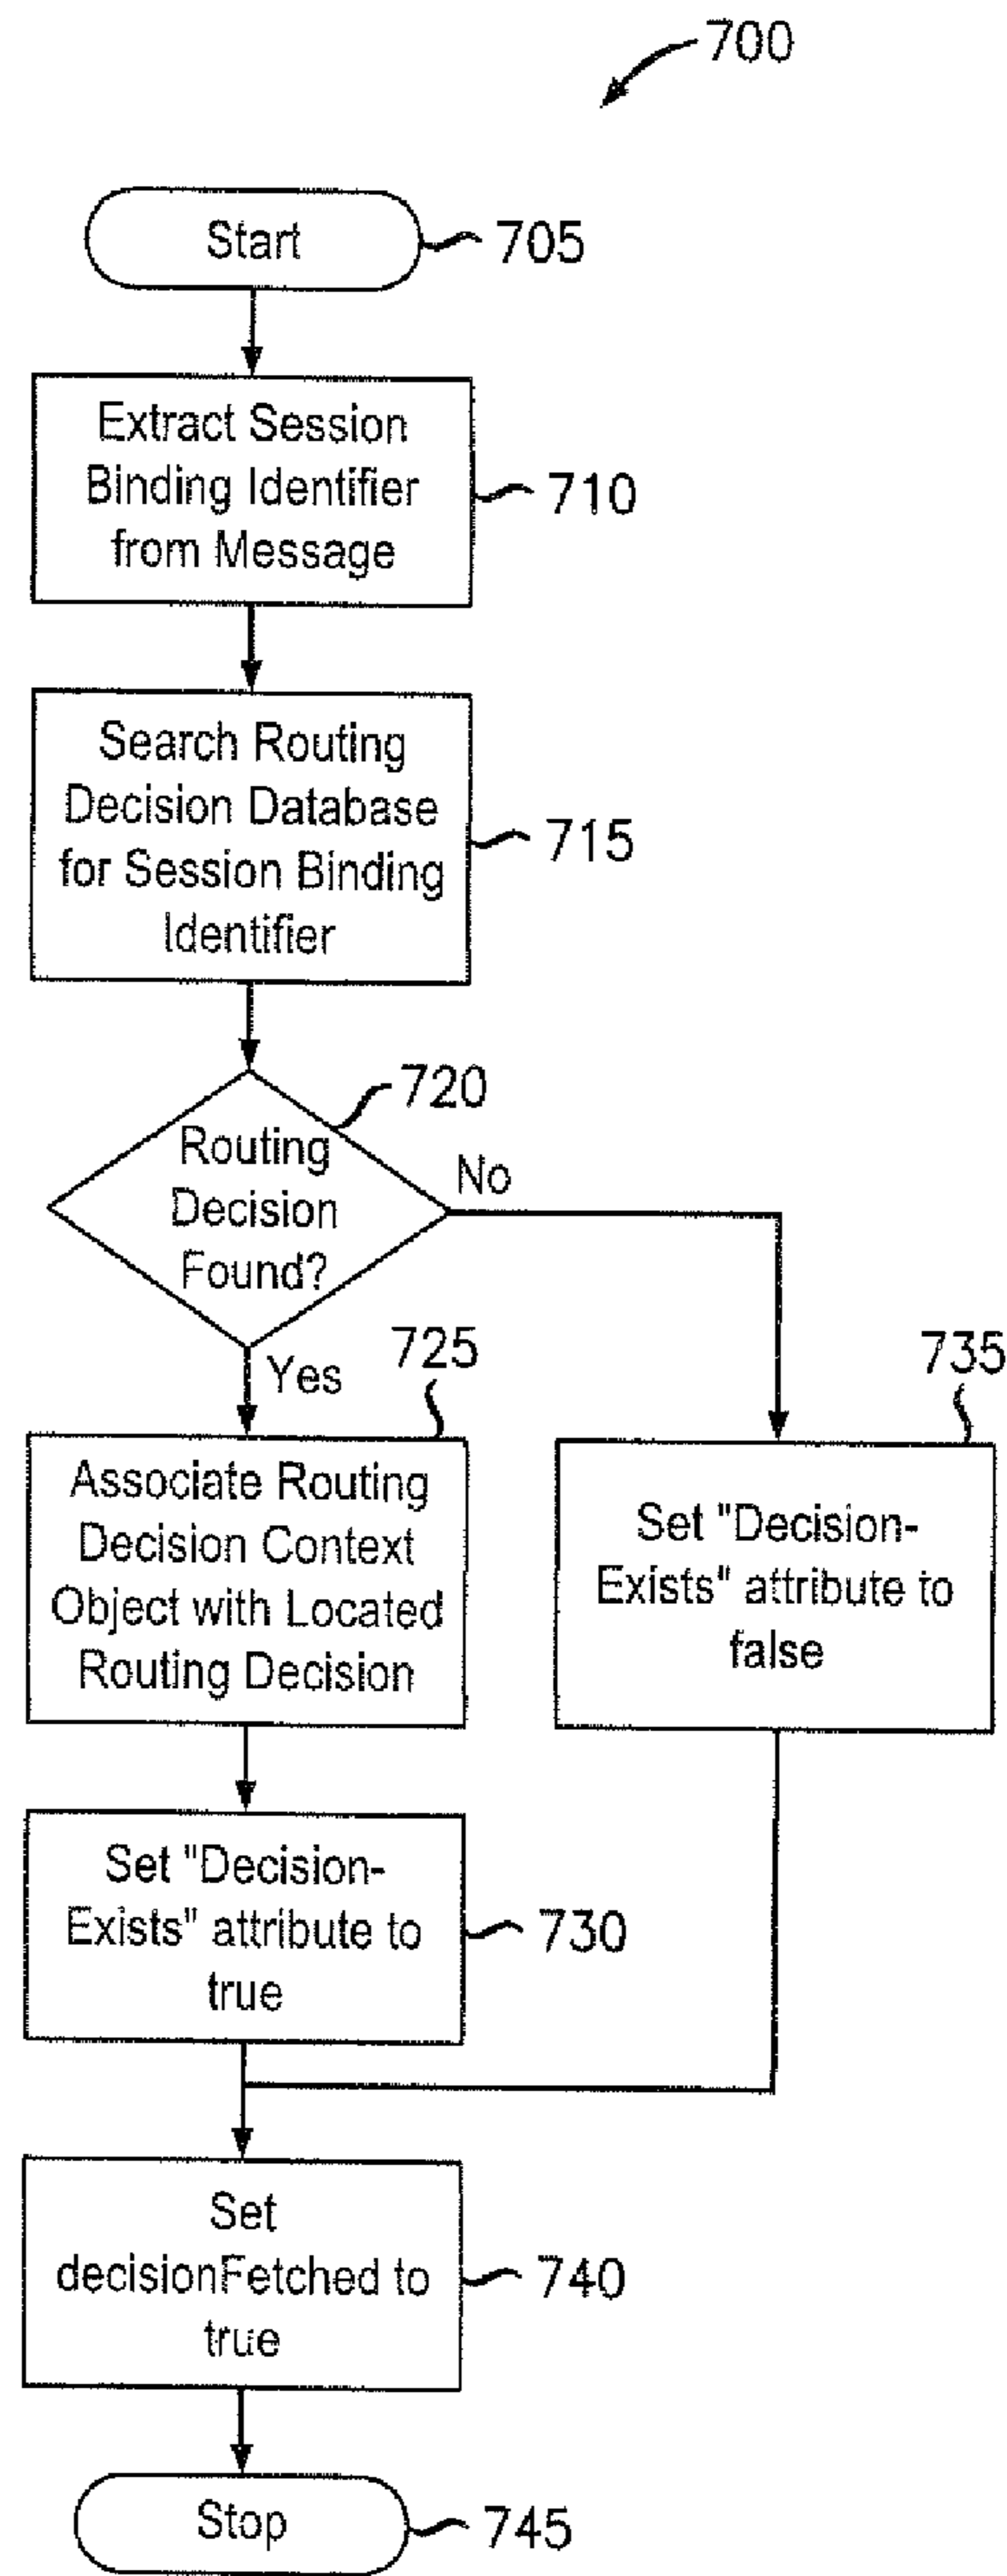 700
Start
705
Extract Session
Binding Identifier
from Message
710
Search Routing
Decision Database
for Session Binding
Identifier
715
720
Routing
Decision
Found?
No
Yes
725
Associate Routing
Decision Context
Object with Located
Routing Decision
735
Set "Decision-
Exists" attribute to
false
Set "Decision-
Exists" attribute to
true
730
Set
decisionFetched to
true
740
Stop
745